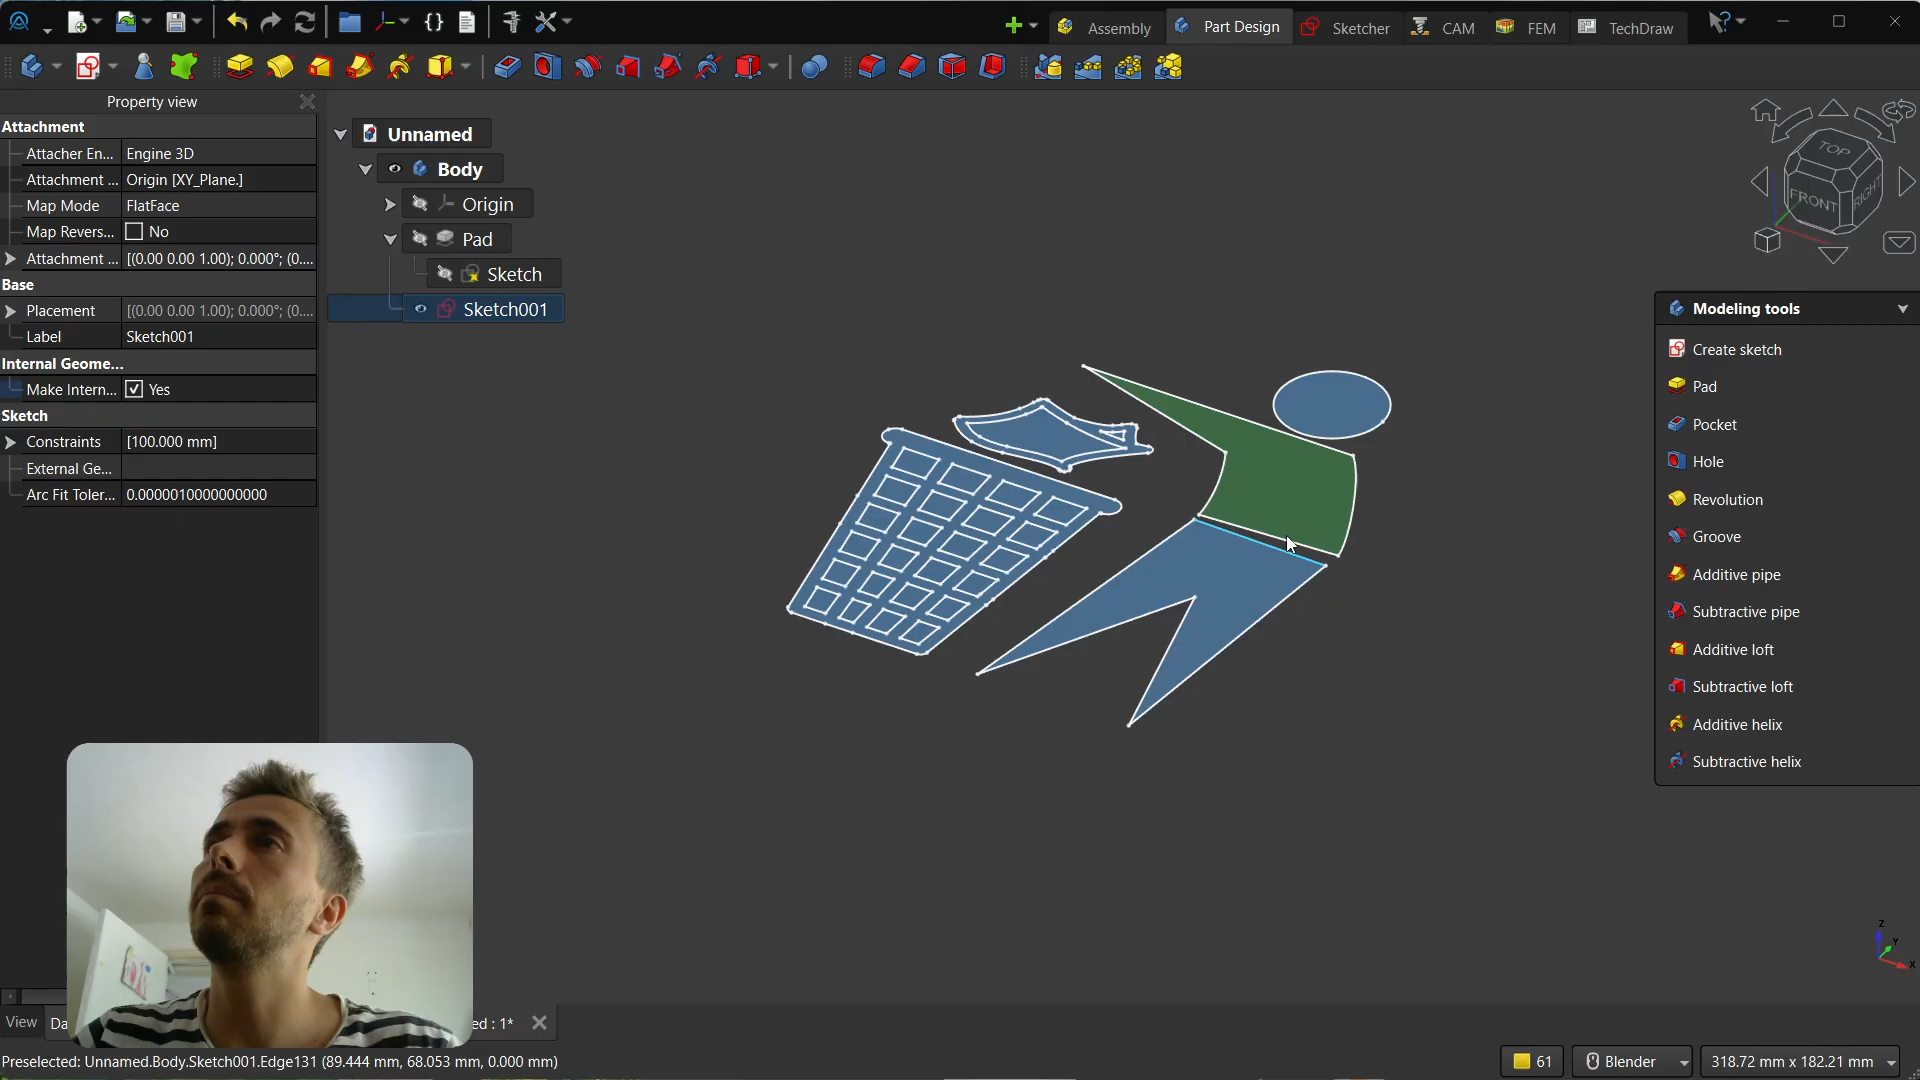 Assembly
Part Design
Sketcher
CAM
FEM
TechDraw
Property view
Attachment
Attacher En... Engine 3D
Attachment ... Origin [XY_Plane.]
Map Mode FlatFace
Map Revers... No
Attachment ... [(0.00 0.00 1.00); 0.000°; (0....
Base
Placement [(0.00 0.00 1.00); 0.000°; (0....
Label Sketch001
Internal Geome...
Make Intern... Yes
Sketch
Constraints [100.000 mm]
External Ge...
Arc Fit Toler... 0.0000010000000000
Unnamed
Body
Origin
Pad
Sketch
Sketch001
TOP
FRONT
RIGHT
Modeling tools
Create sketch
Pad
Pocket
Hole
Revolution
Groove
Additive pipe
Subtractive pipe
Additive loft
Subtractive loft
Additive helix
Subtractive helix
Z
Y
X
View
Da
ed : 1*
Preselected: Unnamed.Body.Sketch001.Edge131 (89.444 mm, 68.053 mm, 0.000 mm)
61
Blender
318.72 mm x 182.21 mm